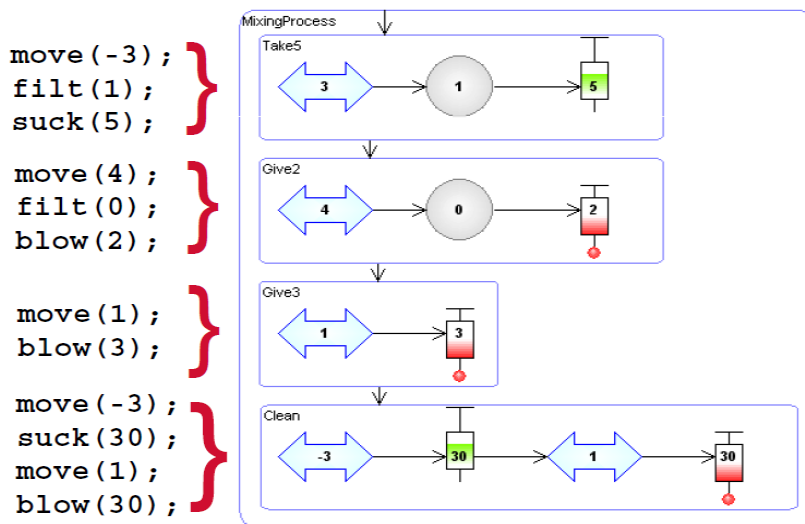 MixingProcess
move(-3);
filt(1);
suck(5);
Take5
3
1
5
move(4);
filt(0);
blow(2);
Give2
4
0
2
move(1);
blow(3);
Give3
1
3
move(-3);
suck(30);
move(1);
blow(30);
Clean
-3
30
1
30